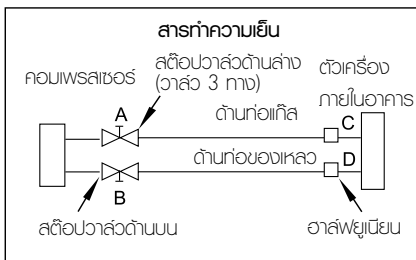 สารทำความเย็น
คอมเพรสเซอร์
สต๊อปวาล์วด้านล่าง
(วาล์ว 3 ทาง)
ตัวเครื่อง
ภายในอาคาร
A
ด้านท่อแก๊ส
C
ด้านท่อของเหลว
D
B
สต๊อปวาล์วด้านบน
ฮาล์ฟยูเนียน